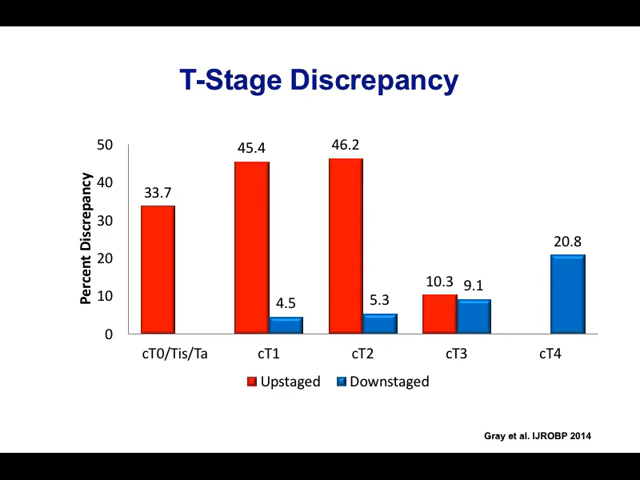 T-Stage Discrepancy
Percent Discrepancy
50
40
30
20
10
0
33.7
45.4
4.5
46.2
5.3
10.3
9.1
20.8
cT0/Tis/Ta
cT1
cT2
cT3
cT4
Upstaged
Downstaged
Gray et al. IJROBP 2014